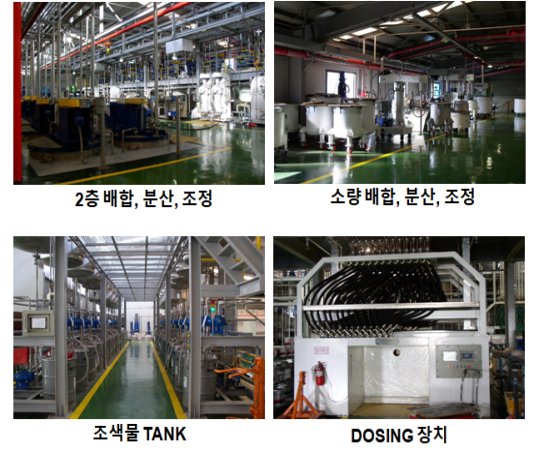 2층 배합, 분산, 조정
소량 배합, 분산, 조정
조색물 TANK
DOSING 장치